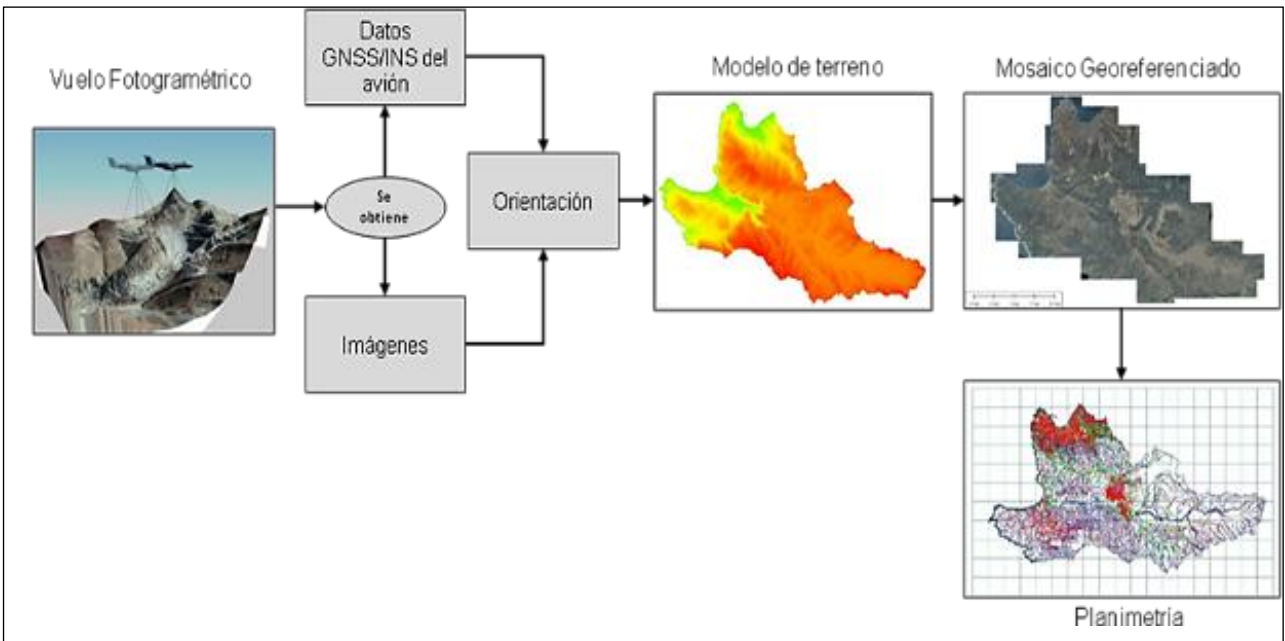 Vuelo Fotogramétrico
Datos
GNSS/INS del
avión
Se
obtiene
Imágenes
Orientación
Modelo de terreno
Mosaico Georeferenciado
Planimetría